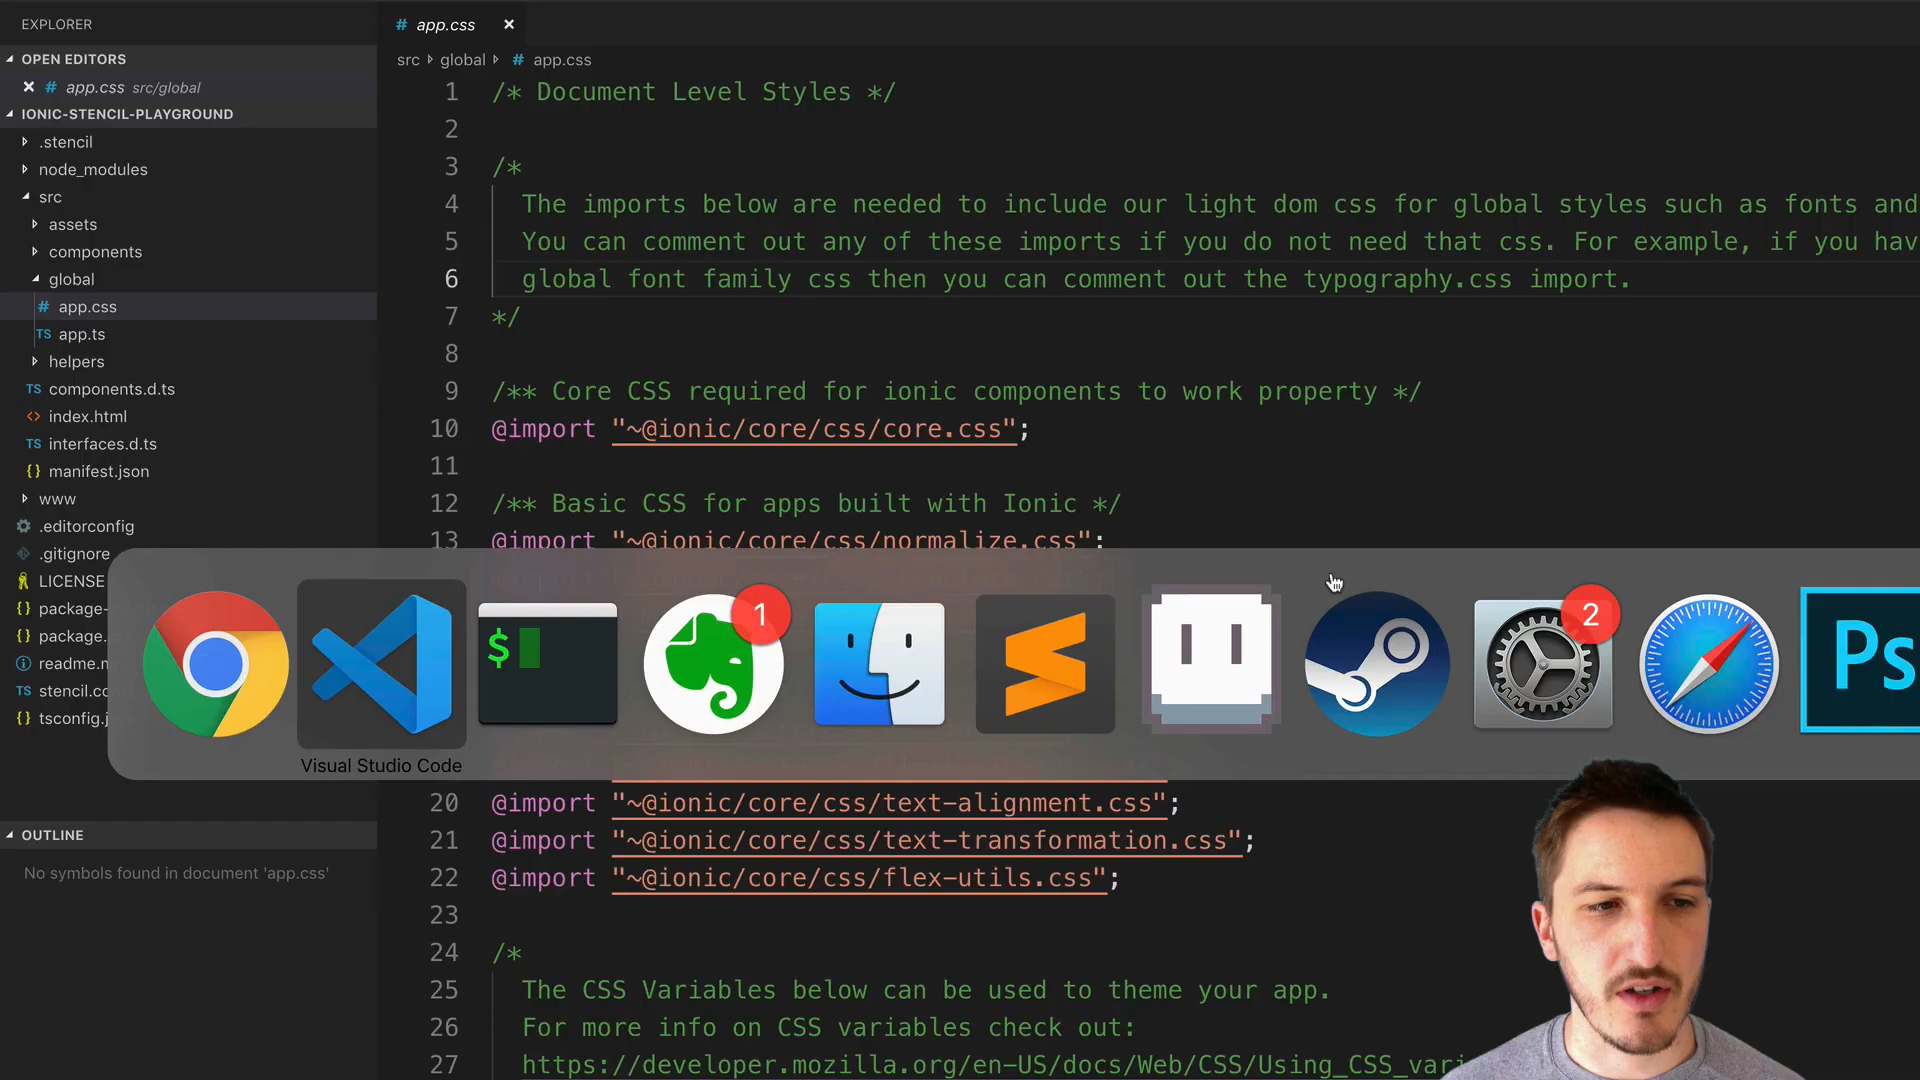 EXPLORER
OPEN EDITORS
app.css src/global
IONIC-STENCIL-PLAYGROUND
.stencil
node_modules
src
assets
components
global
# app.css
TS app.ts
helpers
TS components.d.ts
<> index.html
TS interfaces.d.ts
{} manifest.json
www
.editorconfig
.gitignore
LICENSE
{} package-
{} package.
readme.m
TS stencil.co
{} tsconfig.j
OUTLINE
No symbols found in document 'app.css'
# app.css
src global # app.css
1 /* Document Level Styles */
2
3 /*
4 The imports below are needed to include our light dom css for global styles such as fonts and
5 You can comment out any of these imports if you do not need that css. For example, if you hav
6 global font family css then you can comment out the typography.css import.
7 */
8
9 /** Core CSS required for ionic components to work property */
10 @import "~@ionic/core/css/core.css";
11
12 /** Basic CSS for apps built with Ionic */
13 @import "~@ionic/core/css/normalize.css";
$
1
2
Ps
Visual Studio Code
20 @import "~@ionic/core/css/text-alignment.css";
21 @import "~@ionic/core/css/text-transformation.css";
22 @import "~@ionic/core/css/flex-utils.css";
23
24 /*
25 The CSS Variables below can be used to theme your app.
26 For more info on CSS variables check out:
27 https://developer.mozilla.org/en-US/docs/Web/CSS/Using_CSS_vari